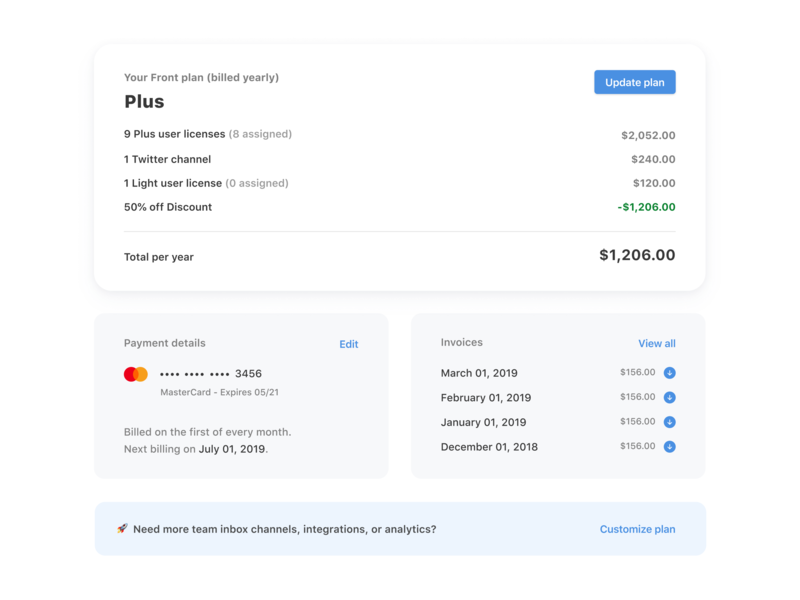 Your Front plan (billed yearly)
Update plan
Plus
9 Plus user licenses (8 assigned) $2,052.00
1 Twitter channel $240.00
1 Light user license (0 assigned) $120.00
50% off Discount -$1,206.00
Total per year $1,206.00
Payment details Edit
•••• •••• •••• 3456
MasterCard - Expires 05/21
Billed on the first of every month.
Next billing on July 01, 2019.
Invoices View all
March 01, 2019 $156.00
February 01, 2019 $156.00
January 01, 2019 $156.00
December 01, 2018 $156.00
🚀 Need more team inbox channels, integrations, or analytics? Customize plan